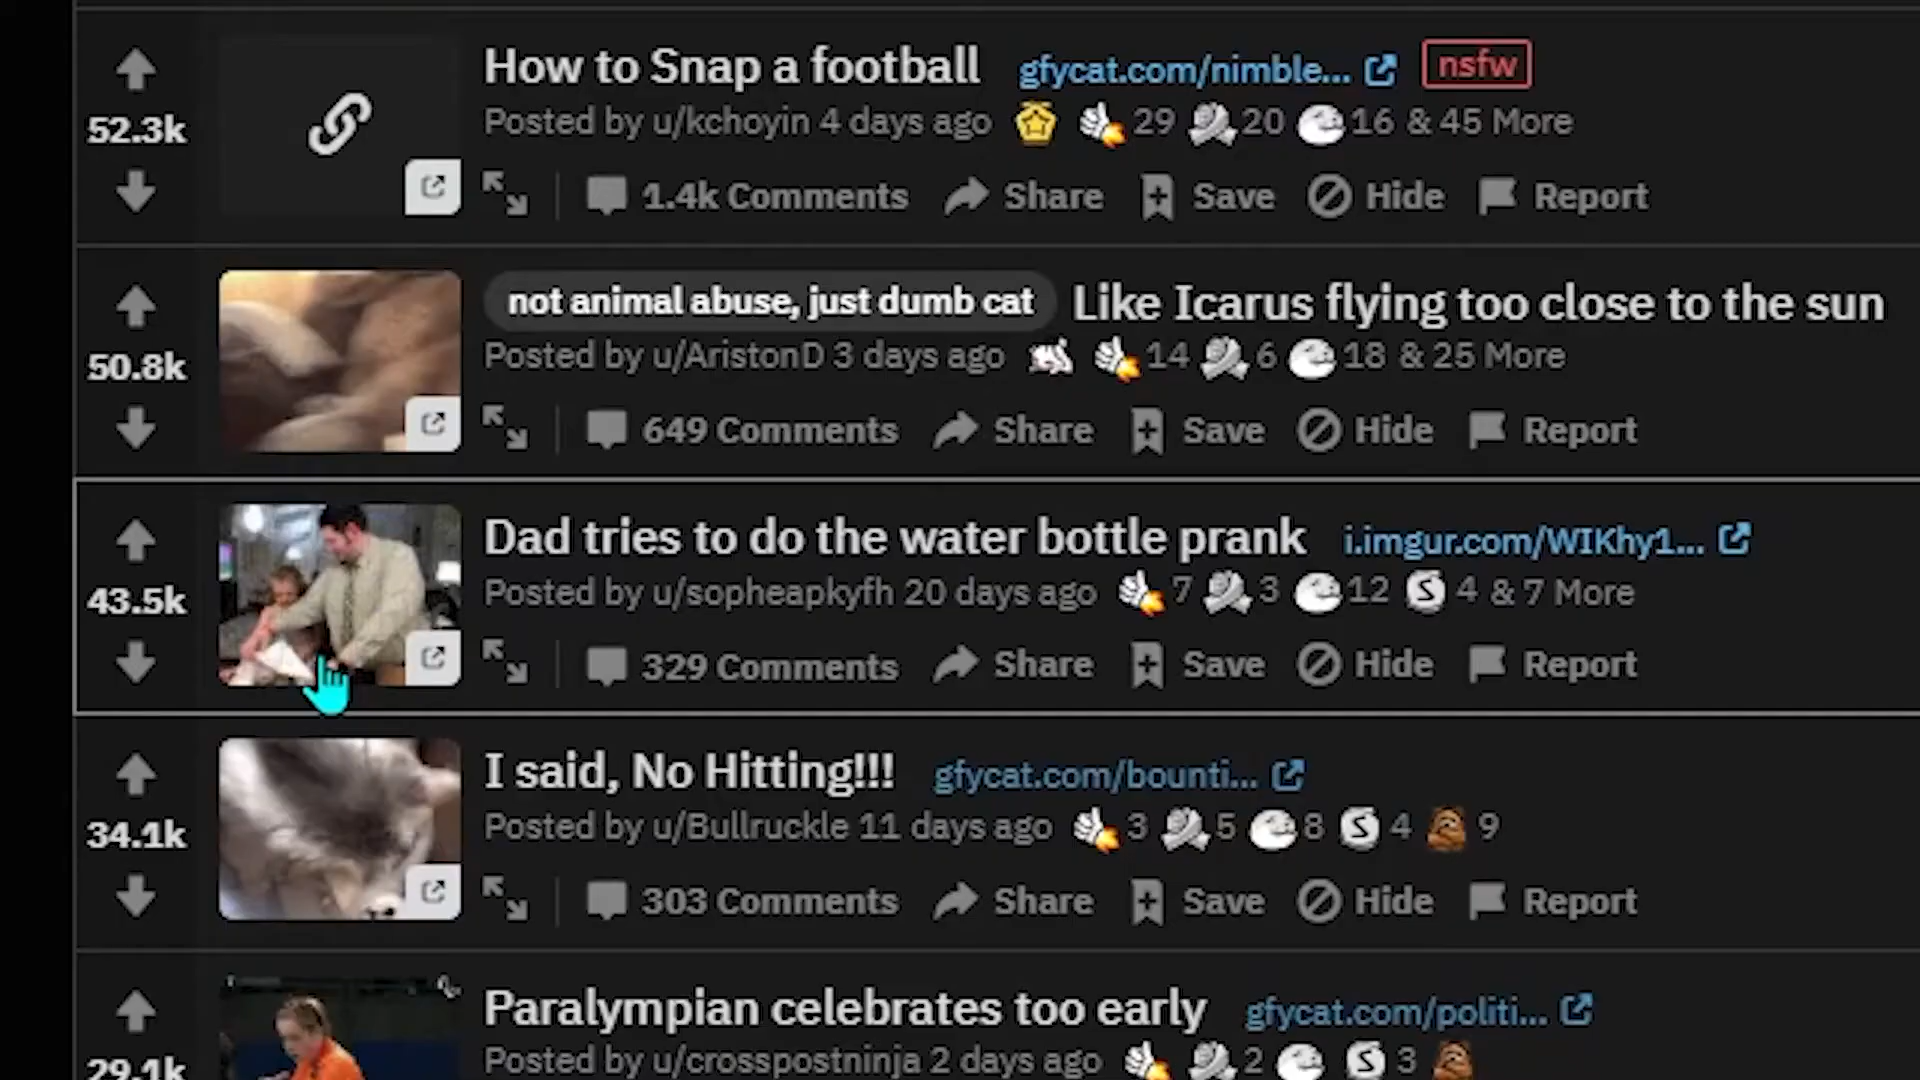 How to Snap a football gfycat.com/nimble... nsfw
52.3k
Posted by u/kchoyin 4 days ago 29 20 16 & 45 More
1.4k Comments Share Save Hide Report
not animal abuse, just dumb cat Like Icarus flying too close to the sun
50.8k
Posted by u/AristonD 3 days ago 14 6 18 & 25 More
649 Comments Share Save Hide Report
Dad tries to do the water bottle prank i.imgur.com/WIKhy1...
43.5k
Posted by u/sopheapkyfh 20 days ago 7 3 12 S 4 & 7 More
329 Comments Share Save Hide Report
I said, No Hitting!!! gfycat.com/bounti...
34.1k
Posted by u/Bullruckle 11 days ago 3 5 8 S 4 9
303 Comments Share Save Hide Report
Paralympian celebrates too early gfycat.com/politi...
29.1k
Posted by u/crosspostninja 2 days ago 2 S 3